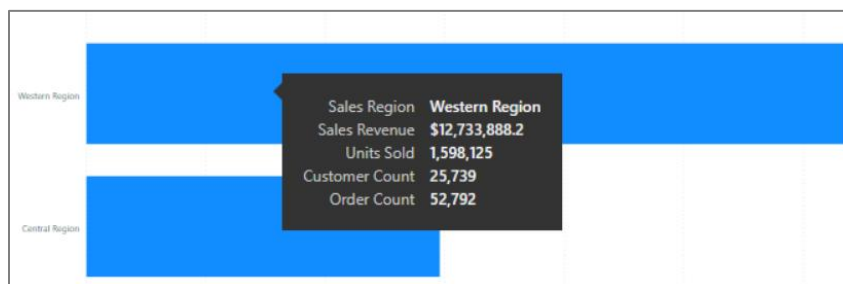 Western Region
Sales Region Western Region
Sales Revenue $12,733,888.2
Units Sold 1,598,125
Customer Count 25,739
Order Count 52,792
Central Region